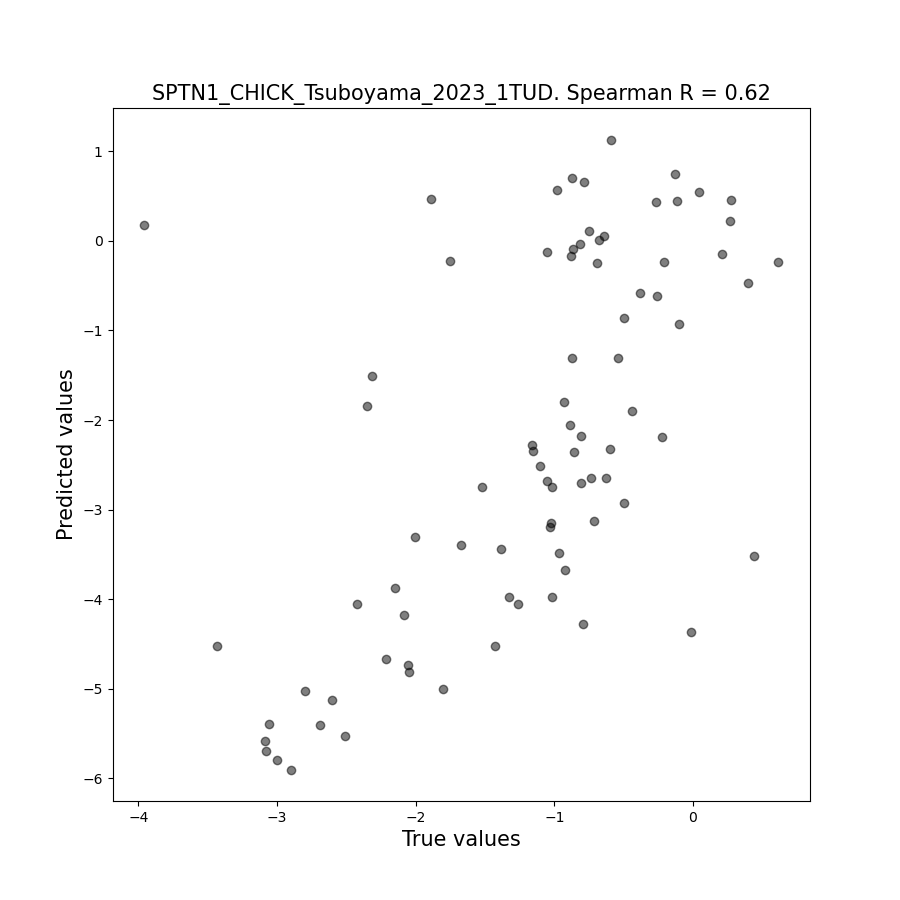 SPTN1_CHICK_Tsuboyama_2023_1TUD. Spearman R = 0.62
1
0
−1
−2
−3
−4
−5
−6
Predicted values
−4 −3 −2 −1 0
True values